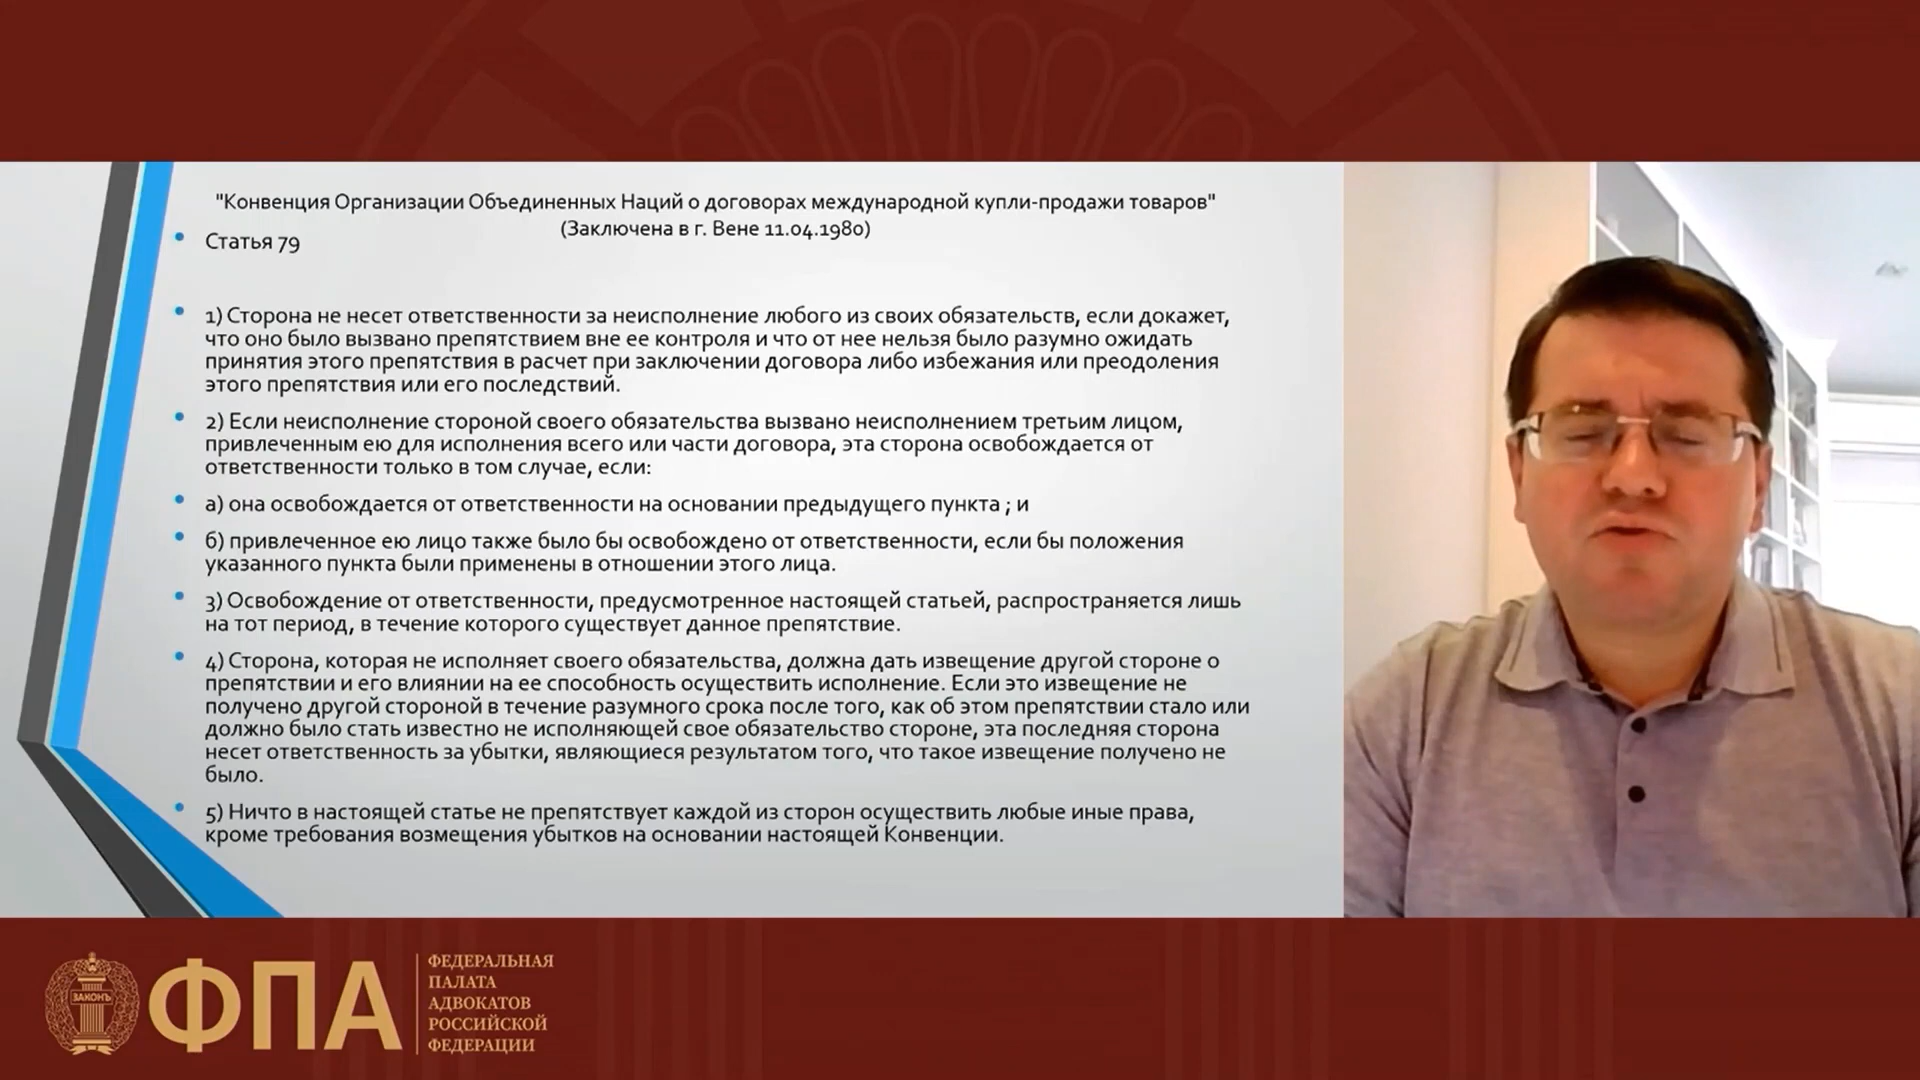 "Конвенция Организации Объединенных Наций о договорах международной купли-продажи товаров"
(Заключена в г. Вене 11.04.1980)
• Статья 79
• 1) Сторона не несет ответственности за неисполнение любого из своих обязательств, если докажет,
что оно было вызвано препятствием вне ее контроля и что от нее нельзя было разумно ожидать
принятия этого препятствия в расчет при заключении договора либо избежания или преодоления
этого препятствия или его последствий.
• 2) Если неисполнение стороной своего обязательства вызвано неисполнением третьим лицом,
привлеченным ею для исполнения всего или части договора, эта сторона освобождается от
ответственности только в том случае, если:
• а) она освобождается от ответственности на основании предыдущего пункта ; и
• б) привлеченное ею лицо также было бы освобождено от ответственности, если бы положения
указанного пункта были применены в отношении этого лица.
• 3) Освобождение от ответственности, предусмотренное настоящей статьей, распространяется лишь
на тот период, в течение которого существует данное препятствие.
• 4) Сторона, которая не исполняет своего обязательства, должна дать извещение другой стороне о
препятствии и его влиянии на ее способность осуществить исполнение. Если это извещение не
получено другой стороной в течение разумного срока после того, как об этом препятствии стало или
должно было стать известно не исполняющей свое обязательство стороне, эта последняя сторона
несет ответственность за убытки, являющиеся результатом того, что такое извещение получено не
было.
• 5) Ничто в настоящей статье не препятствует каждой из сторон осуществить любые иные права,
кроме требования возмещения убытков на основании настоящей Конвенции.
ЗАКОНЪ
ФПА
ФЕДЕРАЛЬНАЯ
ПАЛАТА
АДВОКАТОВ
РОССИЙСКОЙ
ФЕДЕРАЦИИ